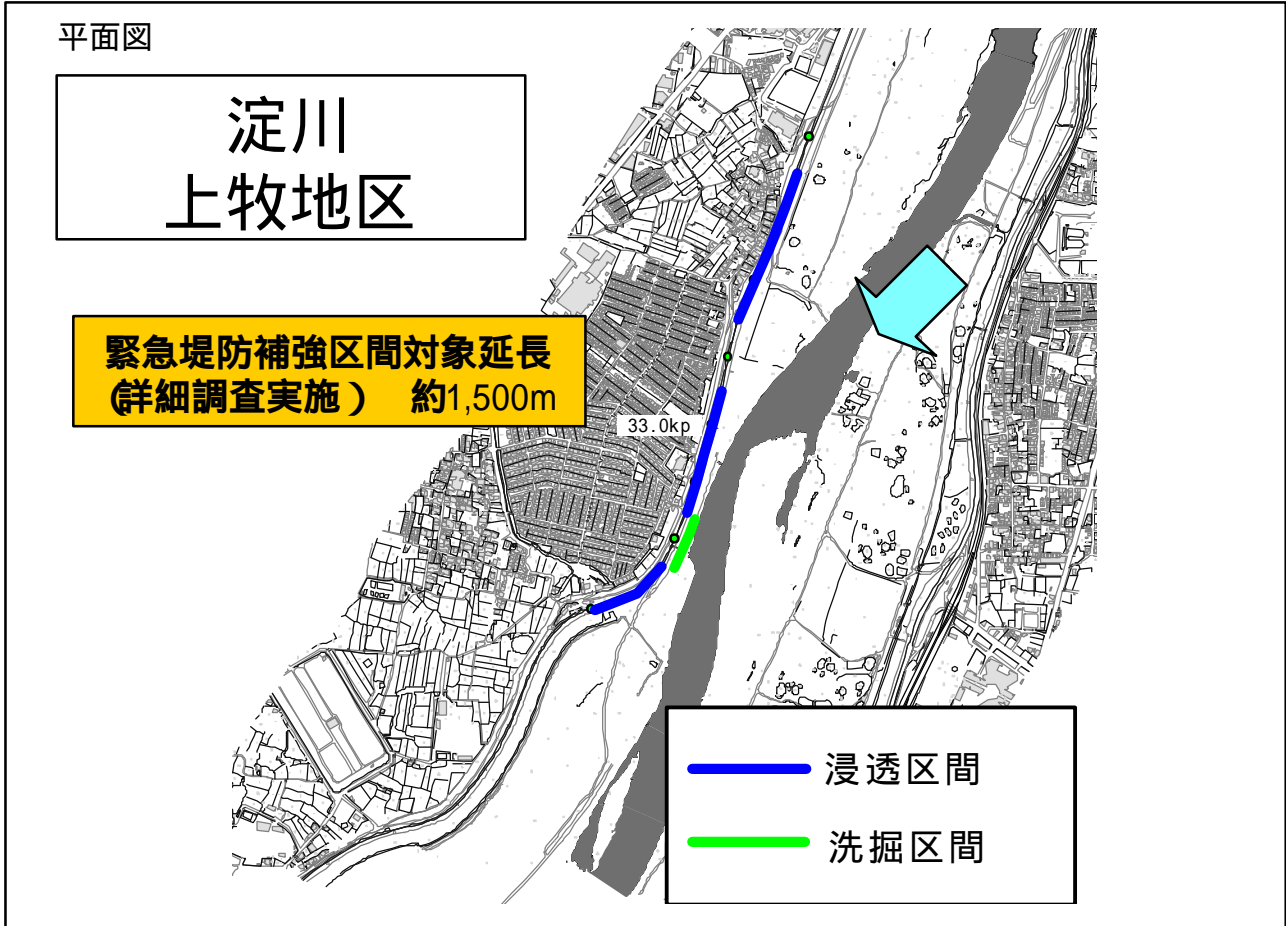 平面図
淀川
上牧地区
緊急堤防補強区間対象延長
(詳細調査実施) 約1,500m
33.0kp
浸透区間
洗掘区間